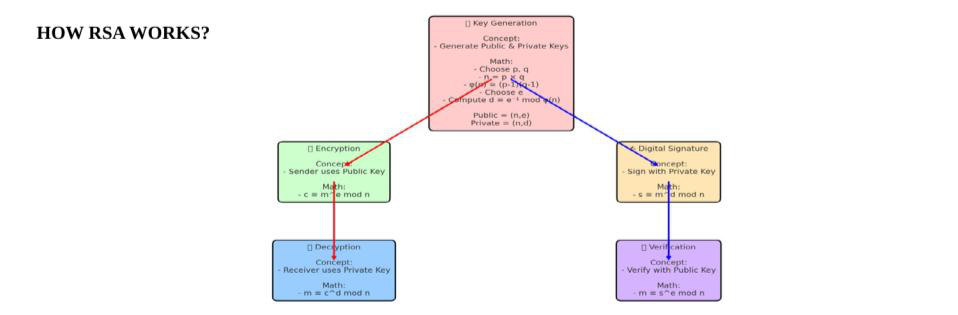 HOW RSA WORKS?
Key Generation
Concept:
- Generate Public & Private Keys
Math:
- Choose p, q
- n = p × q
- φ(n) = (p-1)(q-1)
- Choose e
- Compute d ≡ e⁻¹ mod φ(n)
Public = (n,e)
Private = (n,d)
Encryption
Concept:
- Sender uses Public Key
Math:
- c ≡ m^e mod n
Digital Signature
Concept:
- Sign with Private Key
Math:
- s ≡ m^d mod n
Decryption
Concept:
- Receiver uses Private Key
Math:
- m ≡ c^d mod n
Verification
Concept:
- Verify with Public Key
Math:
- m ≡ s^e mod n